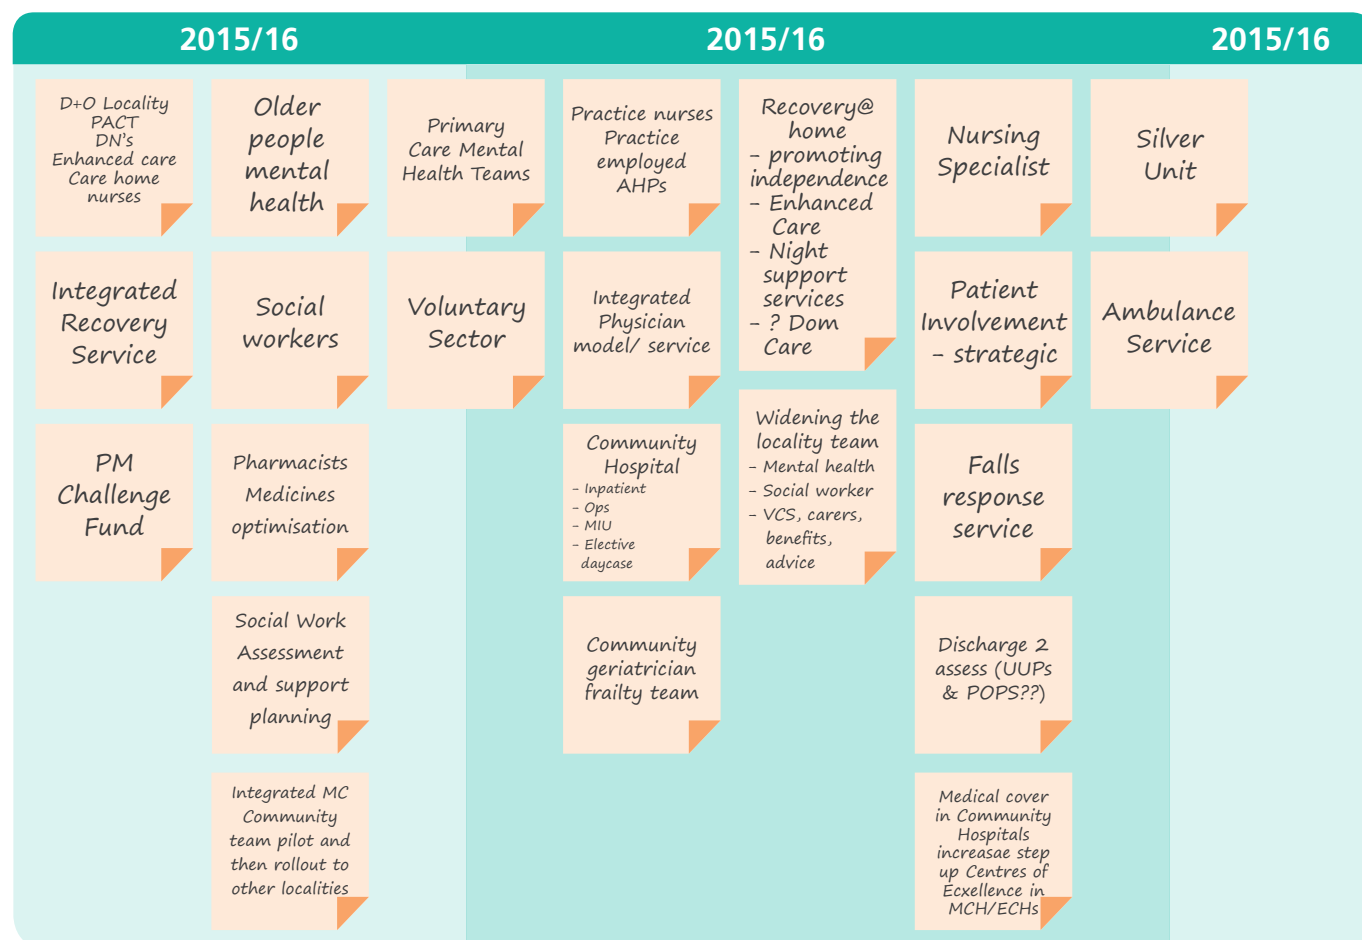 2015/16
2015/16
2015/16
D+O Locality
PACT
DN's
Enhanced care
Care home
nurses
Older
people
mental
health
Primary
Care Mental
Health Teams
Practice nurses
Practice
employed
AHPs
Recovery@
home
- promoting
independence
- Enhanced
Care
- Night
support
services
- ? Dom
Care
Nursing
Specialist
Silver
Unit
Integrated
Recovery
Service
Social
workers
Voluntary
Sector
Integrated
Physician
model/ service
Patient
Involvement
- strategic
Ambulance
Service
PM
Challenge
Fund
Pharmacists
Medicines
optimisation
Community
Hospital
- Inpatient
- Ops
- MIU
- Elective
daycase
Widening the
locality team
- Mental health
- Social worker
- VCS, carers,
benefits,
advice
Falls
response
service
Social Work
Assessment
and support
planning
Community
geriatrician
frailty team
Discharge 2
assess (UUPs
& POPS??)
Integrated MC
Community
team pilot and
then rollout to
other localities
Medical cover
in Community
Hospitals
increasae step
up Centres of
Ecxellence in
MCH/ECHs